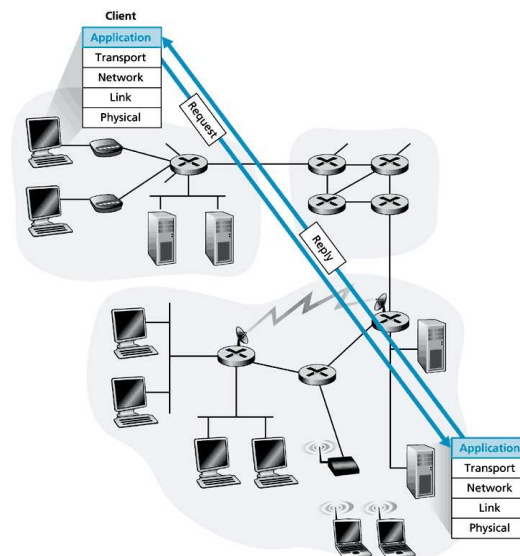 Client
Application
Transport
Network
Link
Physical
Request
Reply
Application
Transport
Network
Link
Physical